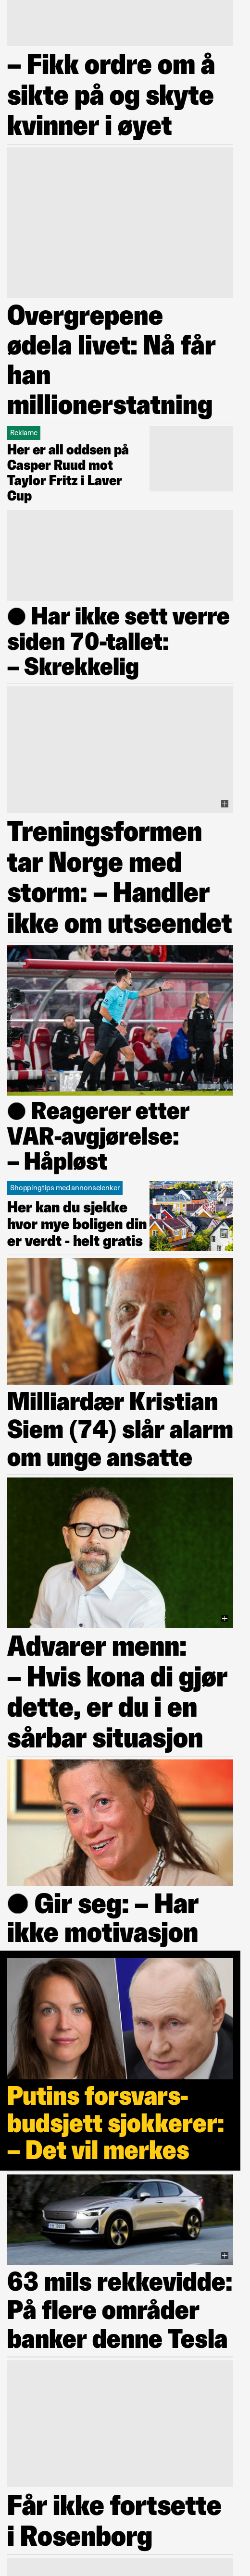 – Fikk ordre om å
sikte på og skyte
kvinner i øyet
Overgrepene
ødela livet: Nå får
han
millionerstatning
Reklame
Her er all oddsen på
Casper Ruud mot
Taylor Fritz i Laver
Cup
● Har ikke sett verre
siden 70-tallet:
– Skrekkelig
Treningsformen
tar Norge med
storm: – Handler
ikke om utseendet
● Reagerer etter
VAR-avgjørelse:
– Håpløst
Shoppingtips med annonselenker
Her kan du sjekke
hvor mye boligen din
er verdt - helt gratis
Milliardær Kristian
Siem (74) slår alarm
om unge ansatte
Advarer menn:
– Hvis kona di gjør
dette, er du i en
sårbar situasjon
● Gir seg: – Har
ikke motivasjon
Putins forsvars-
budsjett sjokkerer:
– Det vil merkes
63 mils rekkevidde:
På flere områder
banker denne Tesla
Får ikke fortsette
i Rosenborg